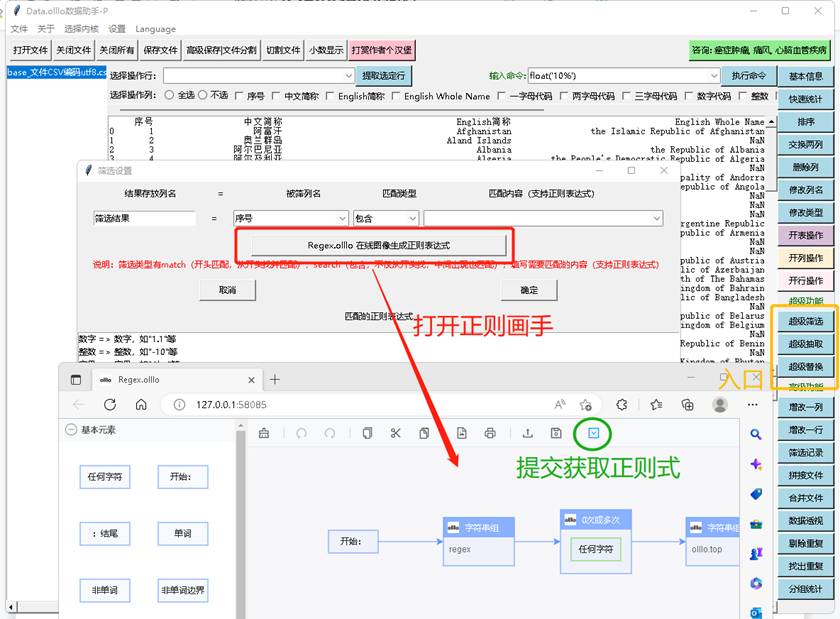 Data.olllo数据助手-P
文件 关于 选择内核 设置 Language
打开文件 关闭文件 关闭所有 保存文件 高级保存|文件分割 切割文件 小数显示 打赏作者个汉堡 咨询: 癌症肿瘤, 痛风, 心脑血管疾病
base_文件CSV编码utf8.cs 选择操作行: 提取选定行 输入命令: float('10%') 执行命令 基本信息
选择操作列: 全选 不选 序号 中文简称 English简称 English Whole Name 一字母代码 两字母代码 三字母代码 数字代码 整数 快速统计
序号 中文简称 English简称 English Whole Name
0 1 阿富汗 Afghanistan the Islamic Republic of Afghanistan 排序
1 2 奥兰群岛 Aland Islands NaN
2 3 阿尔巴尼亚 Albania the Republic of Albania 交换两列
3 4 阿尔及利亚 Algeria the People's Democratic Republic of Algeria
NaN 删除列
筛选设置 pality of Andorra
public of Angola 修改列名
结果存放列名 = 被筛列名 匹配类型 匹配内容（支持正则表达式） NaN
NaN 修改类型
筛选结果 = 序号 包含 rgentine Republic
public of Armenia 开表操作
Regex.olllo 在线图像生成正则表达式 NaN
NaN 开列操作
说明：筛选类型有match（开头匹配，从开头找并匹配）、search（包含，不仅从开头找，中间出现也匹配），填写需要匹配的内容（支持正则表达式）
ublic of Austria
of Azerbaijan
th of The Bahamas 开行操作
取消 确定 ingdom of Bahrain
ic of Bangladesh 超级功能
NaN
匹配的正则表达式 public of Belarus 超级筛选
打开正则画手 ingdom of Belgium
NaN 超级抽取
数字 => 数字，如"1.1"等 Republic of Benin
整数 => 整数，如"-10"等 NaN 超级替换
Kingdom of Bhutan
入口
高级功能
Regex.olllo
增改一列
127.0.0.1:58085
增改一行
基本元素
筛选记录
提交获取正则式
任何字符 开始:
拼接文件
合并文件
字符串组 0次或多次 字符串组
数据透视
: 结尾 单词 开始: regex 任何字符 olllo.top
剔除重复
找出重复
非单词 非单词边界
分组统计